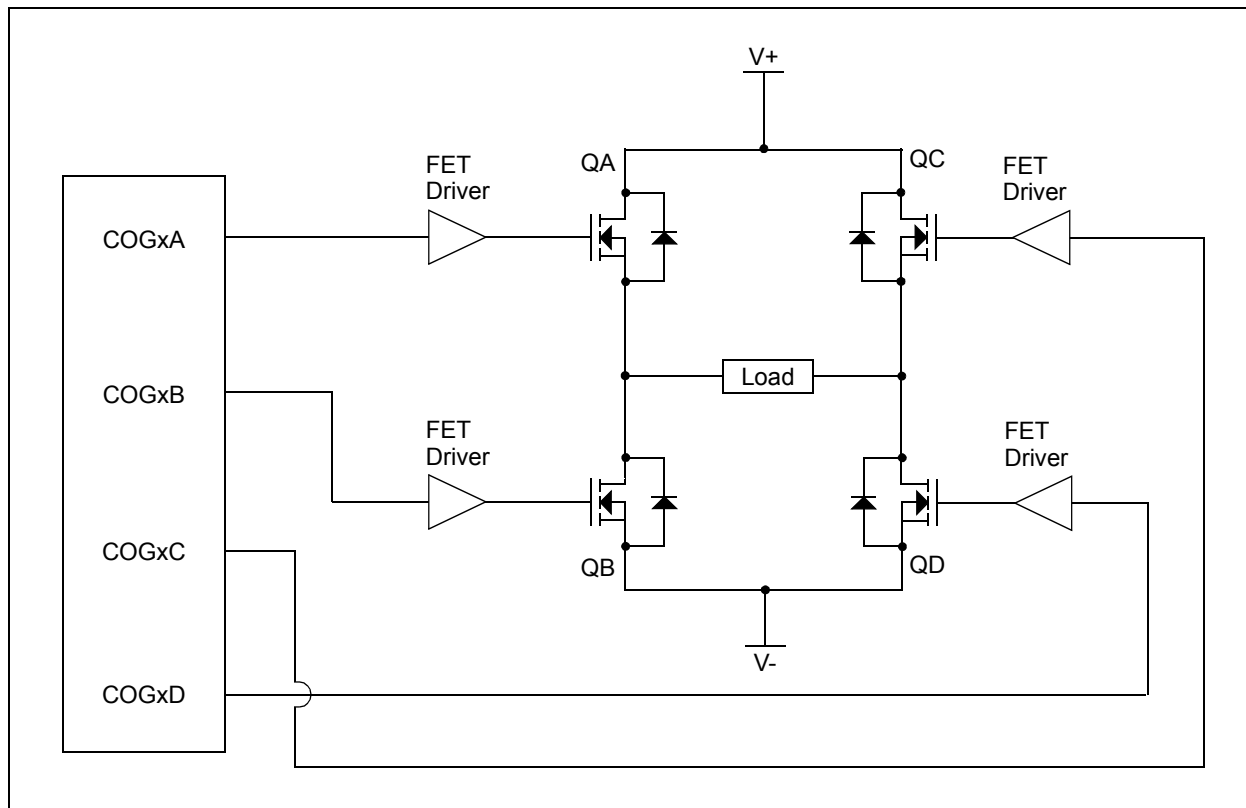 V+
QA
QC
FET
Driver
FET
Driver
COGxA
COGxB
Load
FET
Driver
FET
Driver
COGxC
QB
QD
V-
COGxD